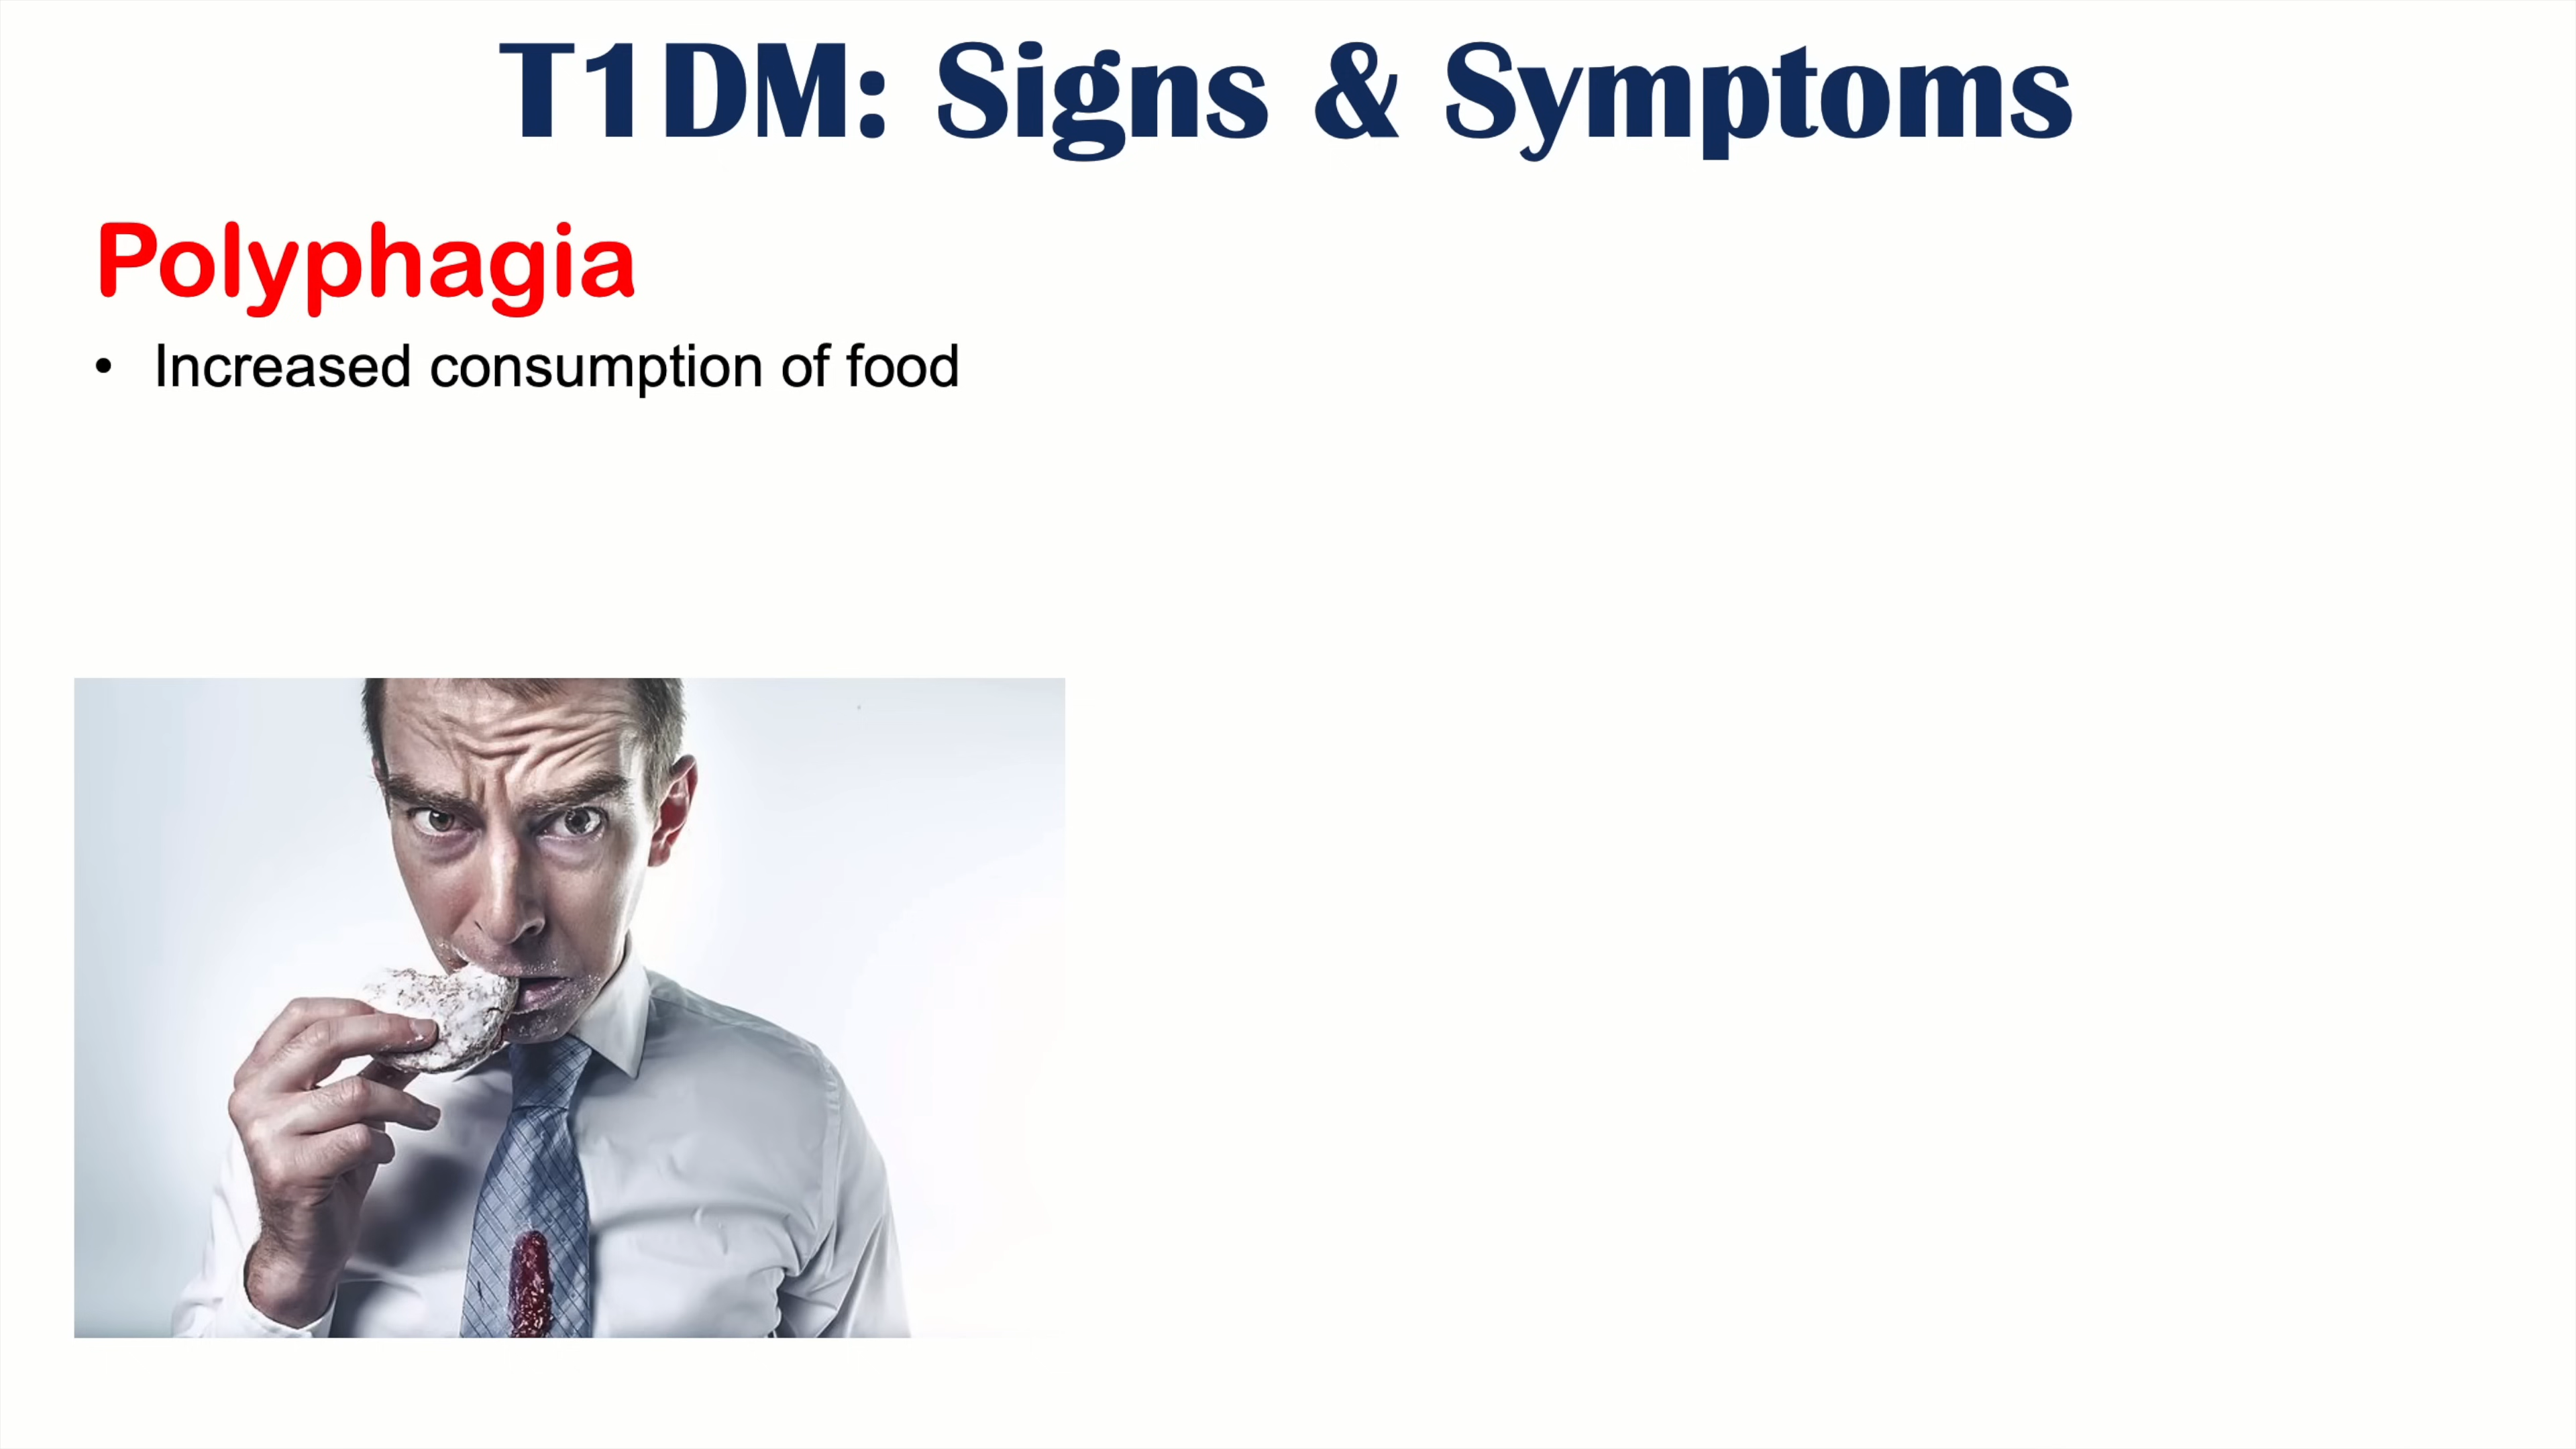 T1DM: Signs & Symptoms
Polyphagia
• Increased consumption of food